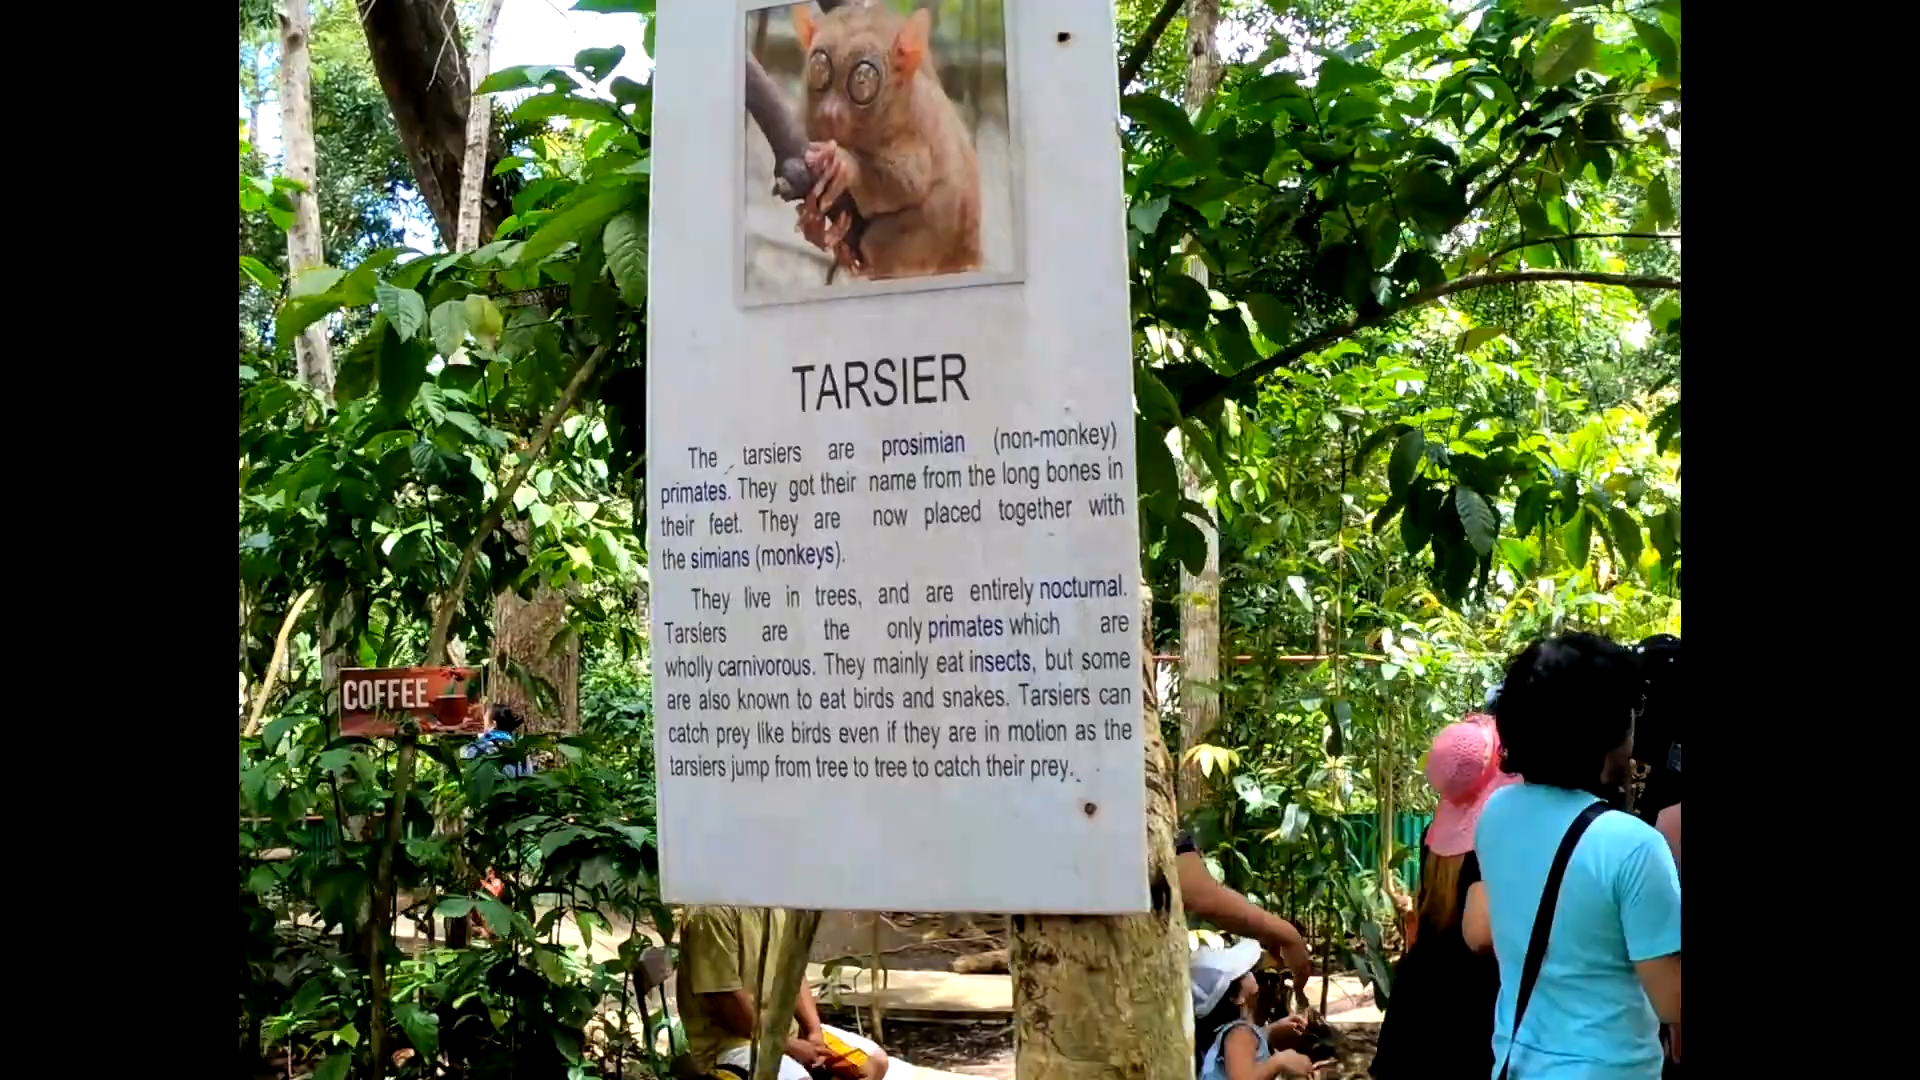 TARSIER
The tarsiers are prosimian (non-monkey)
primates. They got their name from the long bones in
their feet. They are now placed together with
the simians (monkeys).
They live in trees, and are entirely nocturnal.
Tarsiers are the only primates which are
wholly carnivorous. They mainly eat insects, but some
are also known to eat birds and snakes. Tarsiers can
catch prey like birds even if they are in motion as the
tarsiers jump from tree to tree to catch their prey.
COFFEE